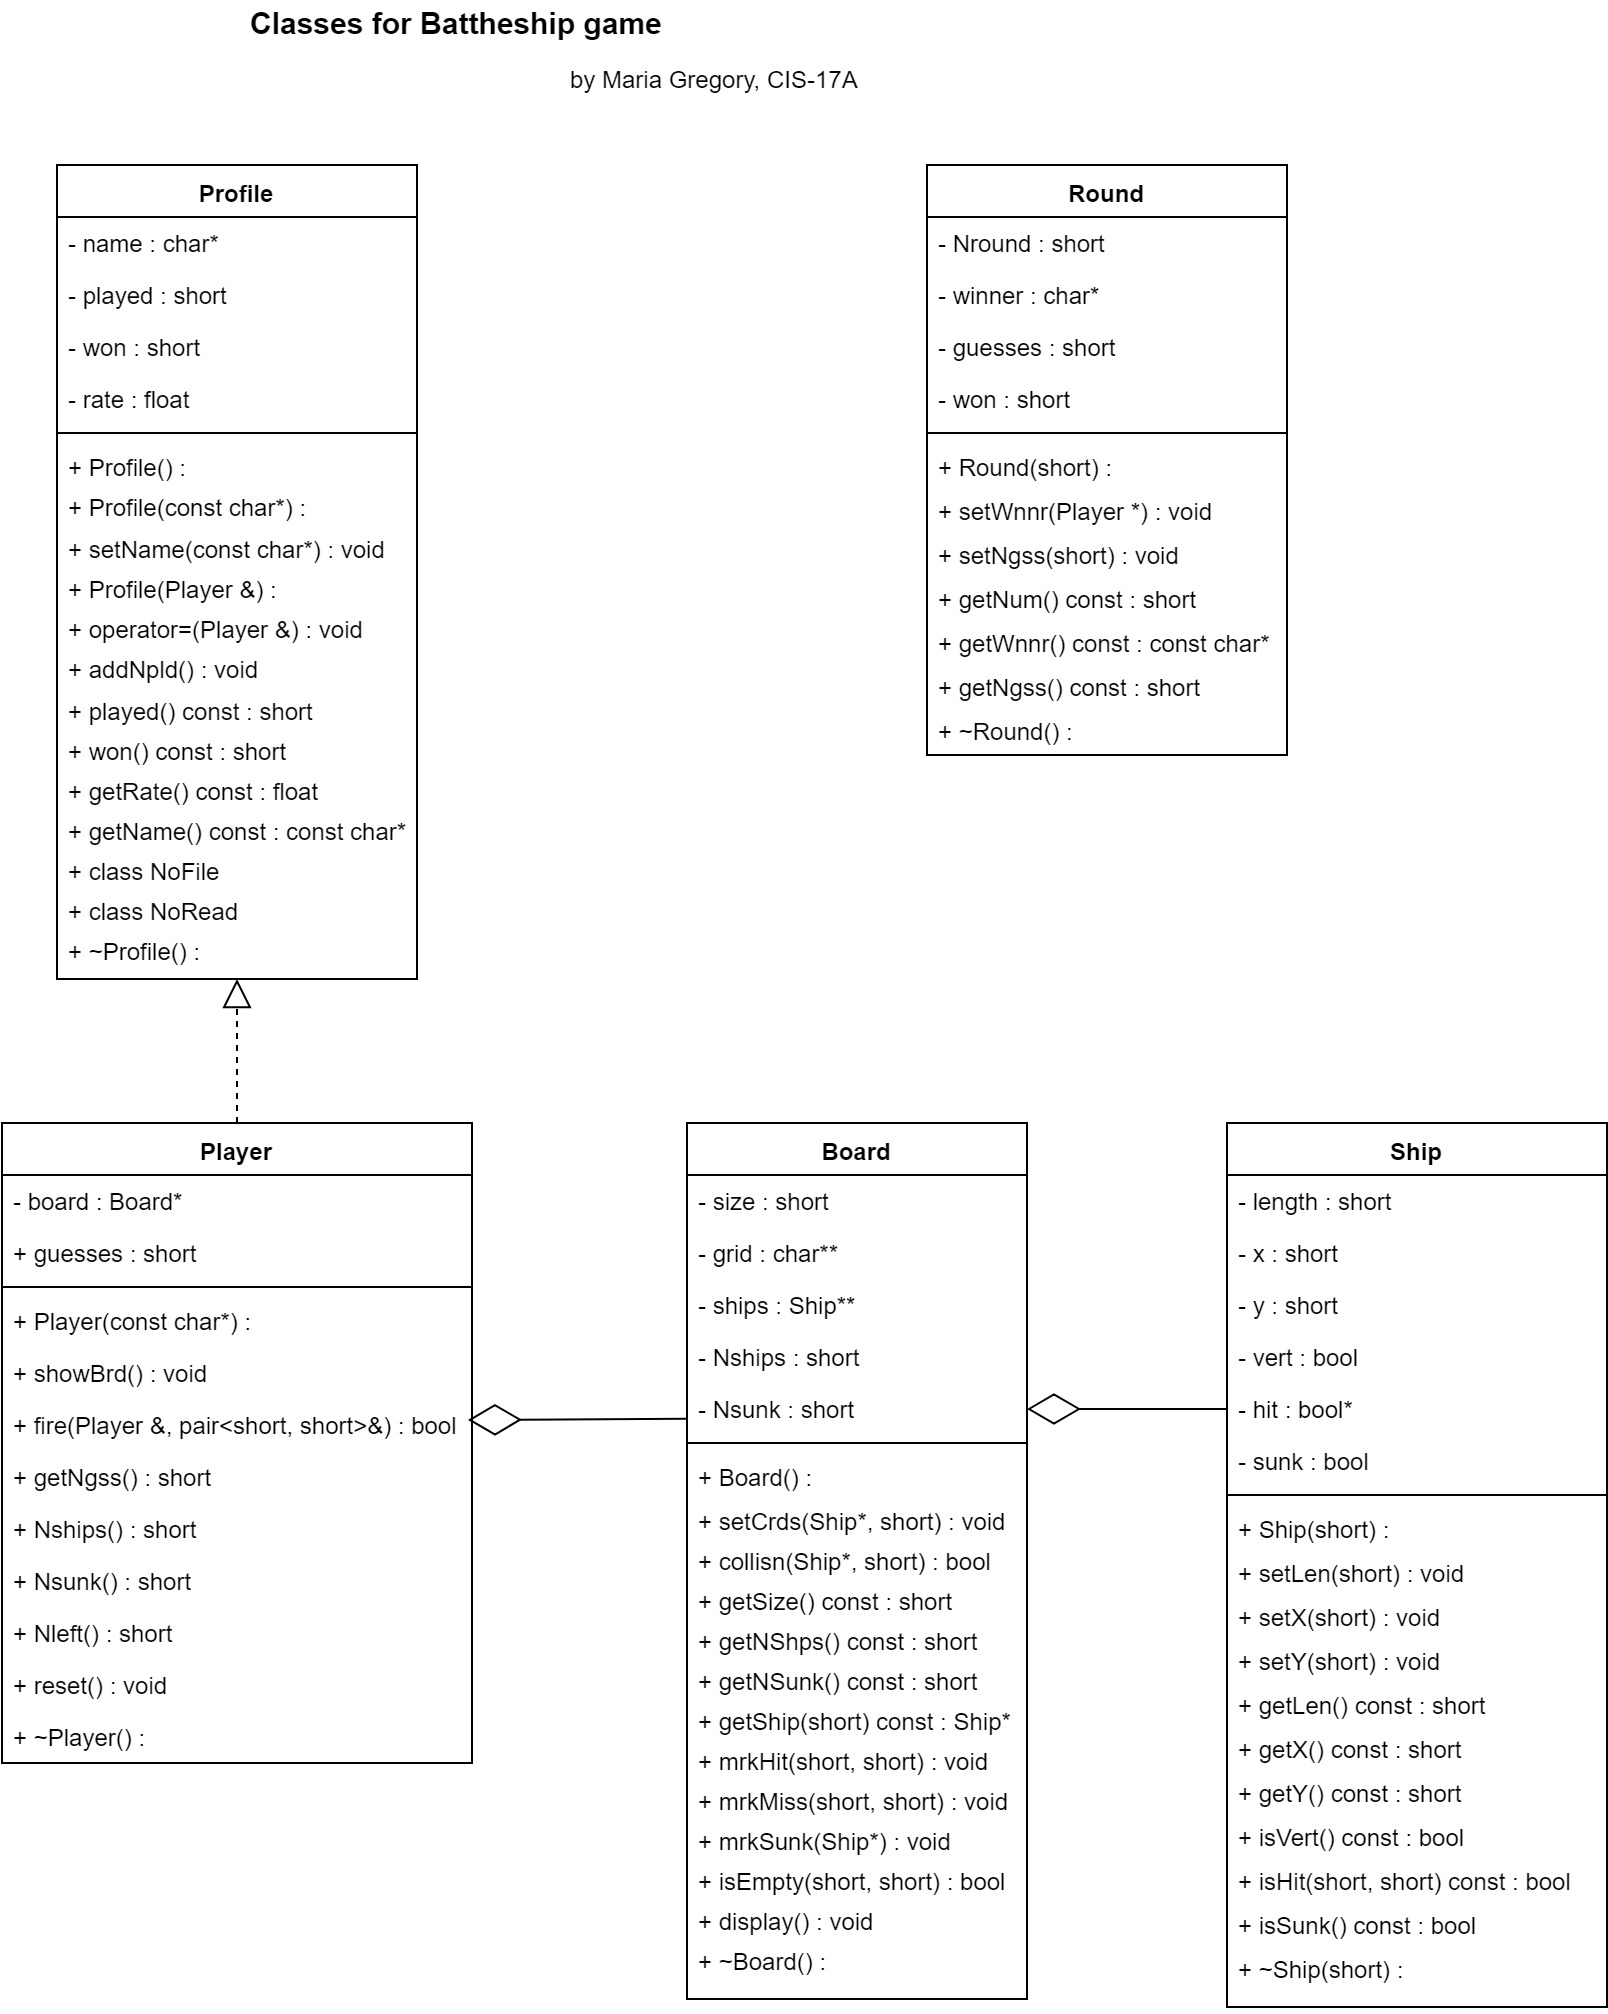 Classes for Battheship game
by Maria Gregory, CIS-17A
Profile
- name : char*
- played : short
- won : short
- rate : float
+ Profile() :
+ Profile(const char*) :
+ setName(const char*) : void
+ Profile(Player &) :
+ operator=(Player &) : void
+ addNpld() : void
+ played() const : short
+ won() const : short
+ getRate() const : float
+ getName() const : const char*
+ class NoFile
+ class NoRead
+ ~Profile() :
Round
- Nround : short
- winner : char*
- guesses : short
- won : short
+ Round(short) :
+ setWnnr(Player *) : void
+ setNgss(short) : void
+ getNum() const : short
+ getWnnr() const : const char*
+ getNgss() const : short
+ ~Round() :
Player
- board : Board*
+ guesses : short
+ Player(const char*) :
+ showBrd() : void
+ fire(Player &, pair<short, short>&) : bool
+ getNgss() : short
+ Nships() : short
+ Nsunk() : short
+ Nleft() : short
+ reset() : void
+ ~Player() :
Board
- size : short
- grid : char**
- ships : Ship**
- Nships : short
- Nsunk : short
+ Board() :
+ setCrds(Ship*, short) : void
+ collisn(Ship*, short) : bool
+ getSize() const : short
+ getNShps() const : short
+ getNSunk() const : short
+ getShip(short) const : Ship*
+ mrkHit(short, short) : void
+ mrkMiss(short, short) : void
+ mrkSunk(Ship*) : void
+ isEmpty(short, short) : bool
+ display() : void
+ ~Board() :
Ship
- length : short
- x : short
- y : short
- vert : bool
- hit : bool*
- sunk : bool
+ Ship(short) :
+ setLen(short) : void
+ setX(short) : void
+ setY(short) : void
+ getLen() const : short
+ getX() const : short
+ getY() const : short
+ isVert() const : bool
+ isHit(short, short) const : bool
+ isSunk() const : bool
+ ~Ship(short) :